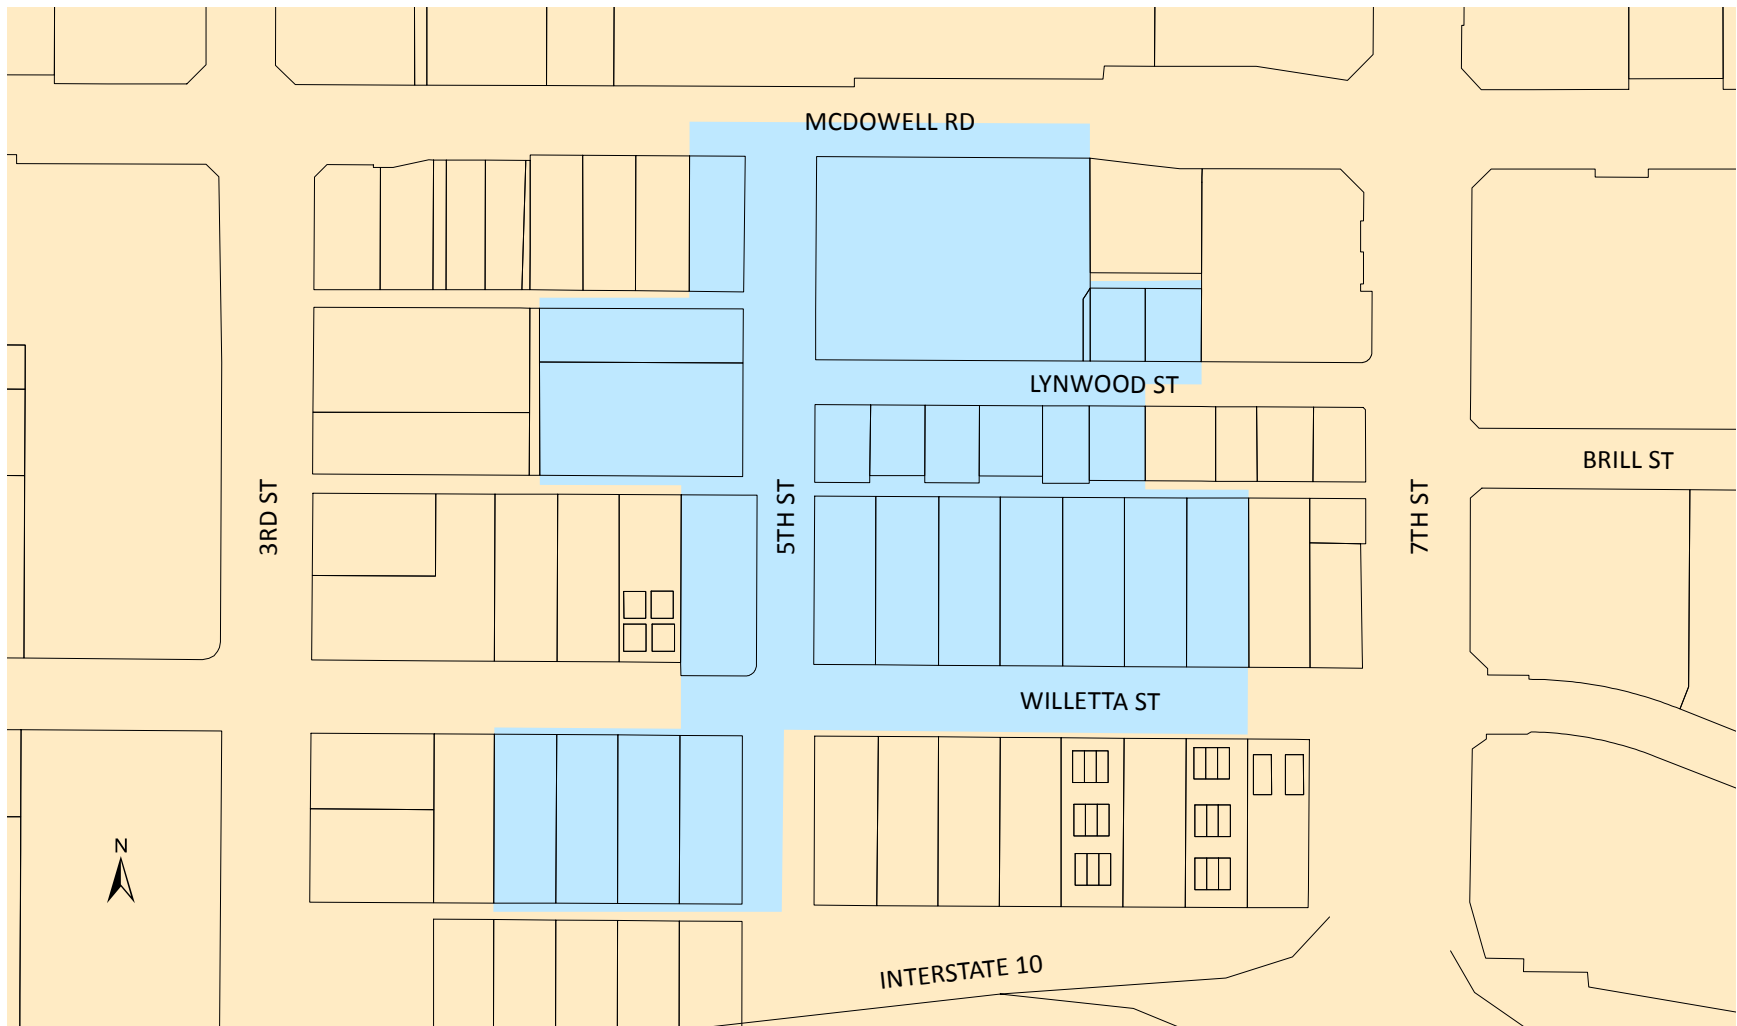 MCDOWELL RD
LYNWOOD ST
BRILL ST
3RD ST
5TH ST
7TH ST
WILLETTA ST
N
INTERSTATE 10